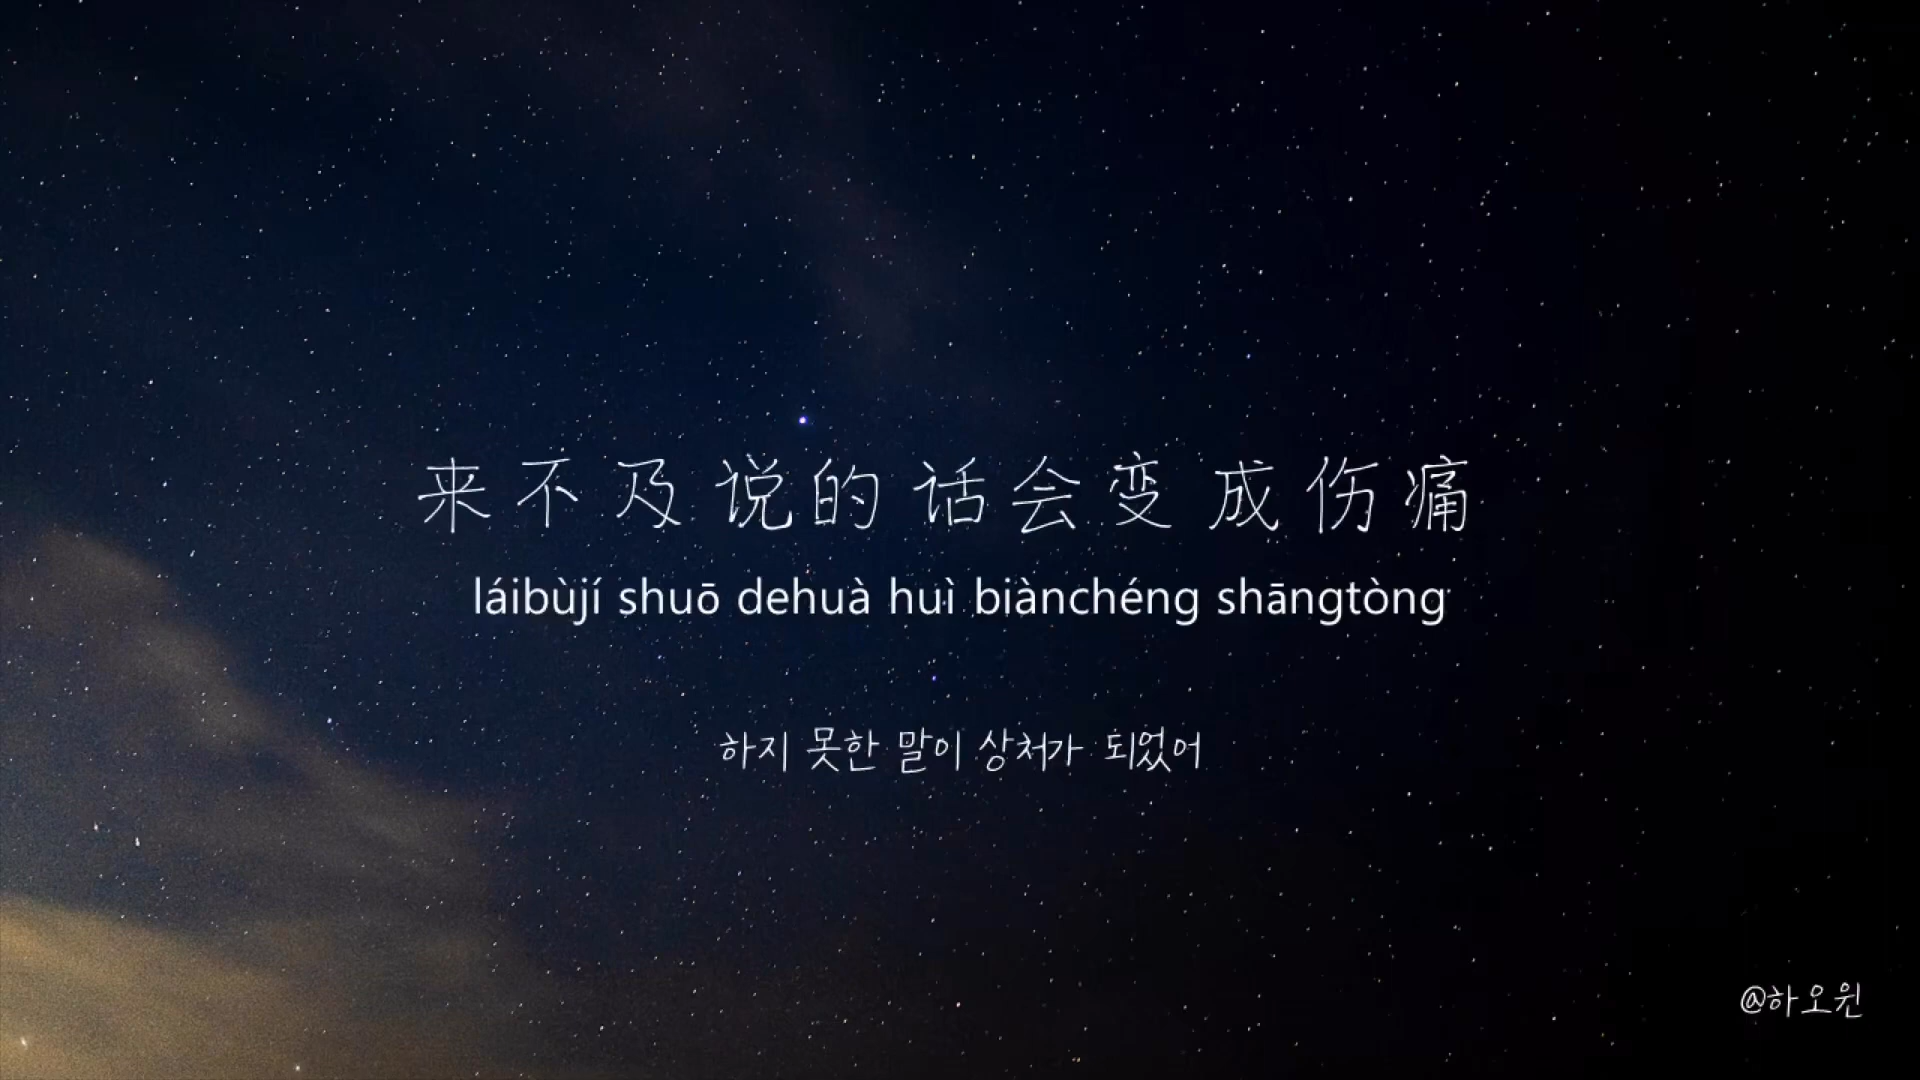 来不及说的话会变成伤痛
láibùjí shuō dehuà huì biànchéng shāngtòng
하지 못한 말이 상처가 되었어
@하오원